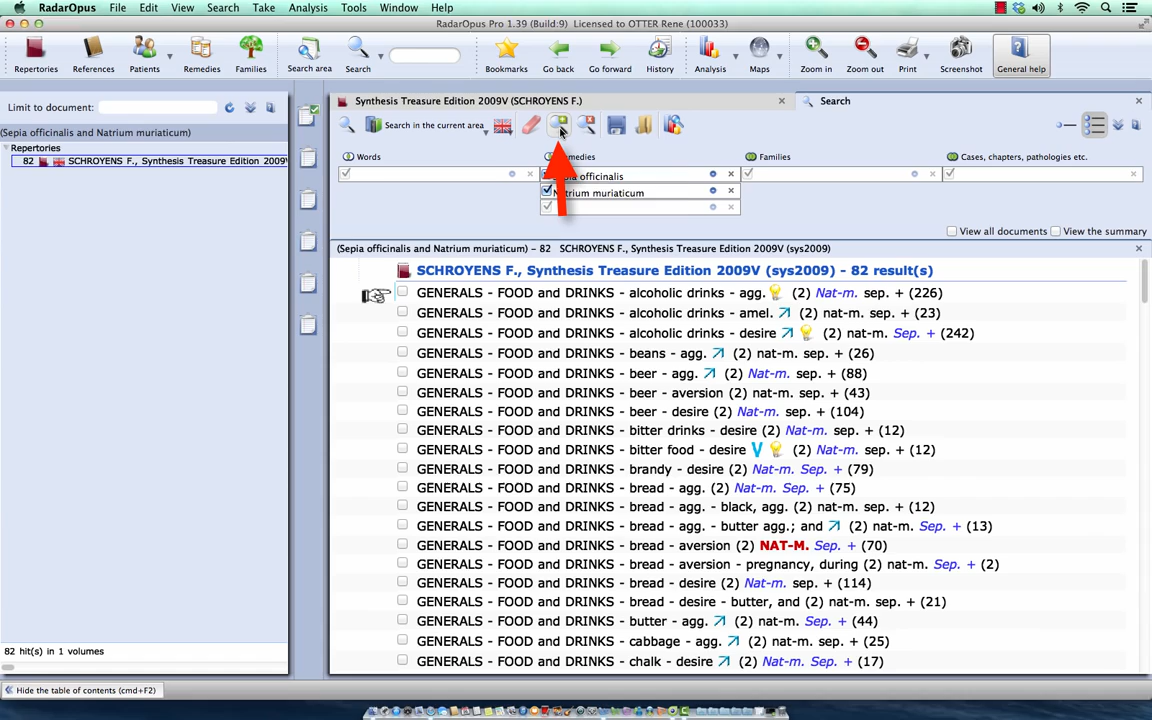 RadarOpus File Edit View Search Take Analysis Tools Window Help
RadarOpus Pro 1.39 (Build:9) Licensed to OTTER Rene (100033)
Repertories References Patients Remedies Families Search area Search Bookmarks Go back Go forward History Analysis Maps Zoom in Zoom out Print Screenshot General help
Limit to document:
(Sepia officinalis and Natrium muriaticum)
Repertories
82 SCHROYENS F., Synthesis Treasure Edition 2009V
82 hit(s) in 1 volumes
Hide the table of contents (cmd+F2)
Synthesis Treasure Edition 2009V (SCHROYENS F.)
Search
Search in the current area
Words
Families
Cases, chapters, pathologies etc.
officinalis
Natrium muriaticum
View all documents View the summary
(Sepia officinalis and Natrium muriaticum) - 82 SCHROYENS F., Synthesis Treasure Edition 2009V (sys2009)
SCHROYENS F., Synthesis Treasure Edition 2009V (sys2009) - 82 result(s)
GENERALS - FOOD and DRINKS - alcoholic drinks - agg. (2) Nat-m. sep. + (226)
GENERALS - FOOD and DRINKS - alcoholic drinks - amel. (2) nat-m. sep. + (23)
GENERALS - FOOD and DRINKS - alcoholic drinks - desire (2) nat-m. Sep. + (242)
GENERALS - FOOD and DRINKS - beans - agg. (2) nat-m. sep. + (26)
GENERALS - FOOD and DRINKS - beer - agg. (2) Nat-m. sep. + (88)
GENERALS - FOOD and DRINKS - beer - aversion (2) nat-m. sep. + (43)
GENERALS - FOOD and DRINKS - beer - desire (2) Nat-m. sep. + (104)
GENERALS - FOOD and DRINKS - bitter drinks - desire (2) Nat-m. sep. + (12)
GENERALS - FOOD and DRINKS - bitter food - desire V (2) Nat-m. sep. + (12)
GENERALS - FOOD and DRINKS - brandy - desire (2) Nat-m. Sep. + (79)
GENERALS - FOOD and DRINKS - bread - agg. (2) Nat-m. Sep. + (75)
GENERALS - FOOD and DRINKS - bread - agg. - black, agg. (2) nat-m. sep. + (12)
GENERALS - FOOD and DRINKS - bread - agg. - butter agg.; and (2) nat-m. Sep. + (13)
GENERALS - FOOD and DRINKS - bread - aversion (2) NAT-M. Sep. + (70)
GENERALS - FOOD and DRINKS - bread - aversion - pregnancy, during (2) nat-m. Sep. + (2)
GENERALS - FOOD and DRINKS - bread - desire (2) Nat-m. sep. + (114)
GENERALS - FOOD and DRINKS - bread - desire - butter, and (2) nat-m. sep. + (21)
GENERALS - FOOD and DRINKS - butter - agg. (2) nat-m. Sep. + (44)
GENERALS - FOOD and DRINKS - cabbage - agg. (2) nat-m. sep. + (25)
GENERALS - FOOD and DRINKS - chalk - desire (2) Nat-m. Sep. + (17)